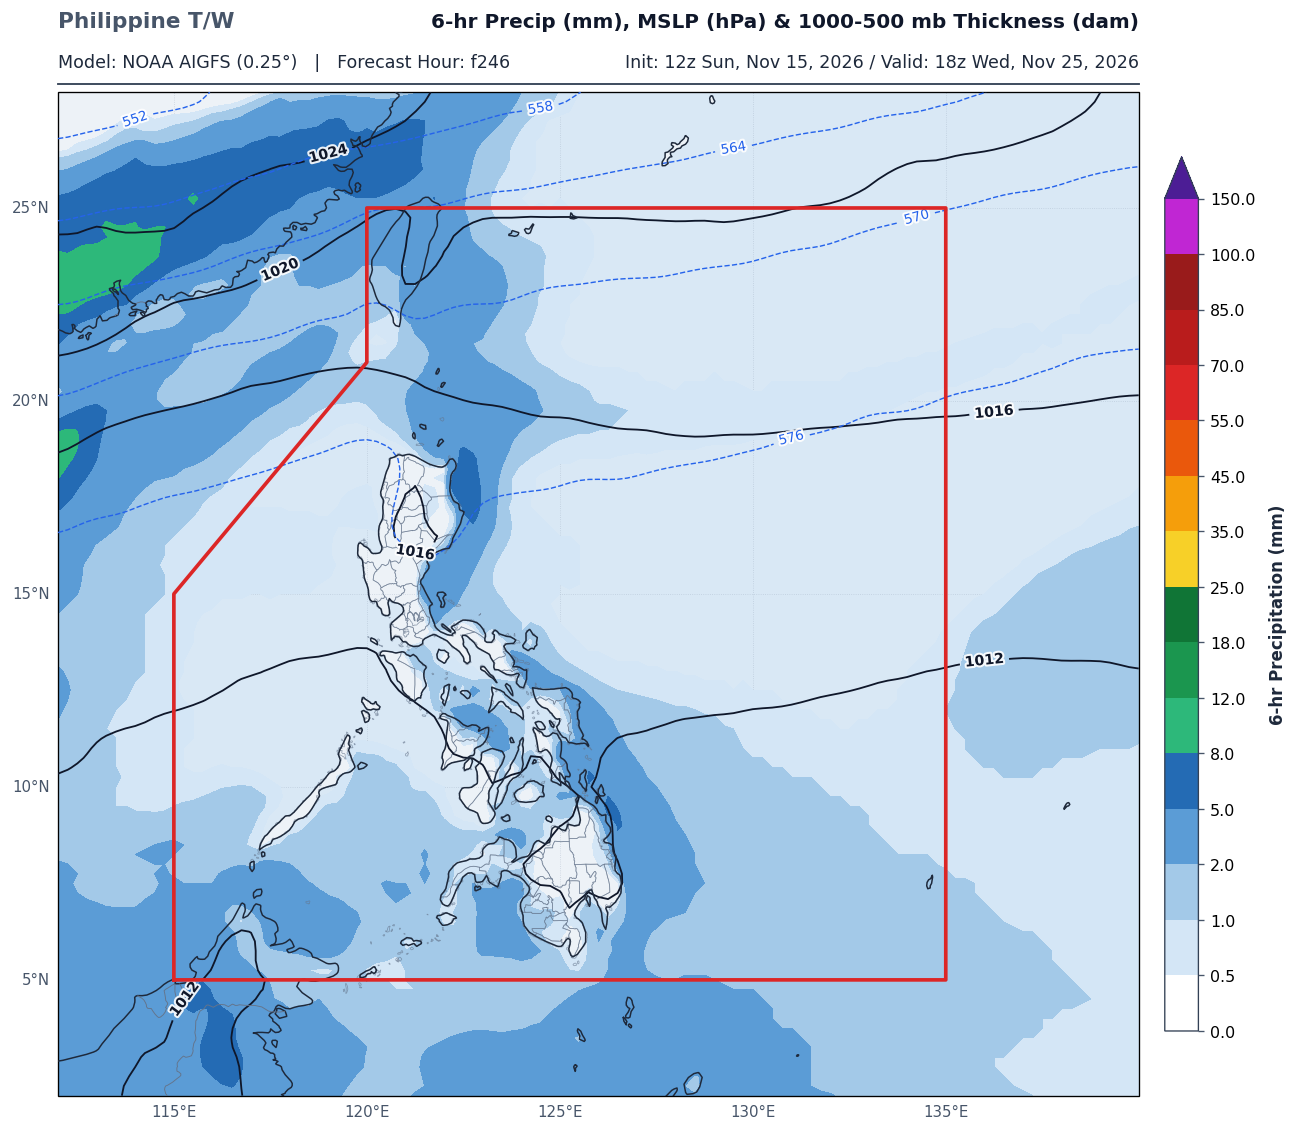 Philippine T/W
6-hr Precip (mm), MSLP (hPa) & 1000-500 mb Thickness (dam)
Model: NOAA AIGFS (0.25°) | Forecast Hour: f246
Init: 12z Sun, Nov 15, 2026 / Valid: 18z Wed, Nov 25, 2026
552
558
1024
564
570
1020
1016
576
1016
1012
1012
25°N
20°N
15°N
10°N
5°N
115°E
120°E
125°E
130°E
135°E
150.0
100.0
85.0
70.0
55.0
45.0
35.0
25.0
18.0
12.0
8.0
5.0
2.0
1.0
0.5
0.0
6-hr Precipitation (mm)